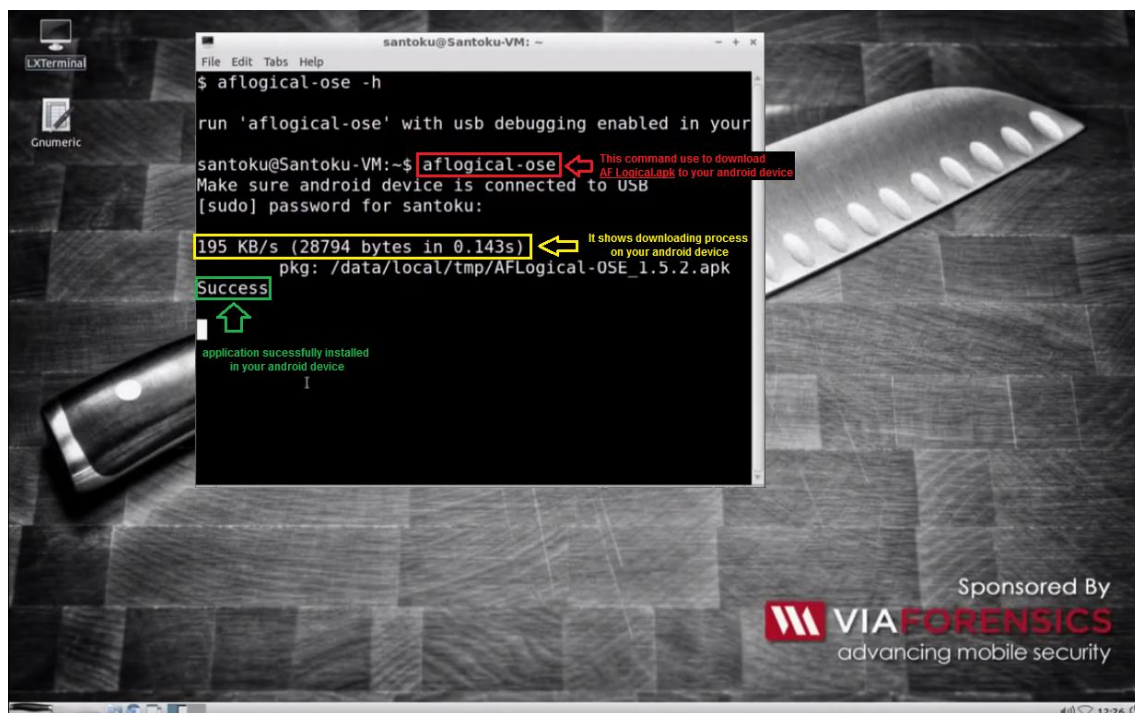 LXTerminal
Gnumeric
santoku@Santoku-VM: ~
File Edit Tabs Help
$ aflogical-ose -h
run 'aflogical-ose' with usb debugging enabled in your
santoku@Santoku-VM:~$ aflogical-ose
This command use to download
AF Logical.apk to your android device
Make sure android device is connected to USB
[sudo] password for santoku:
195 KB/s (28794 bytes in 0.143s)
It shows downloading process
on your android device
pkg: /data/local/tmp/AFLogical-OSE_1.5.2.apk
Success
application sucessfully installed
in your android device
Sponsored By
VIAFORENSICS
advancing mobile security